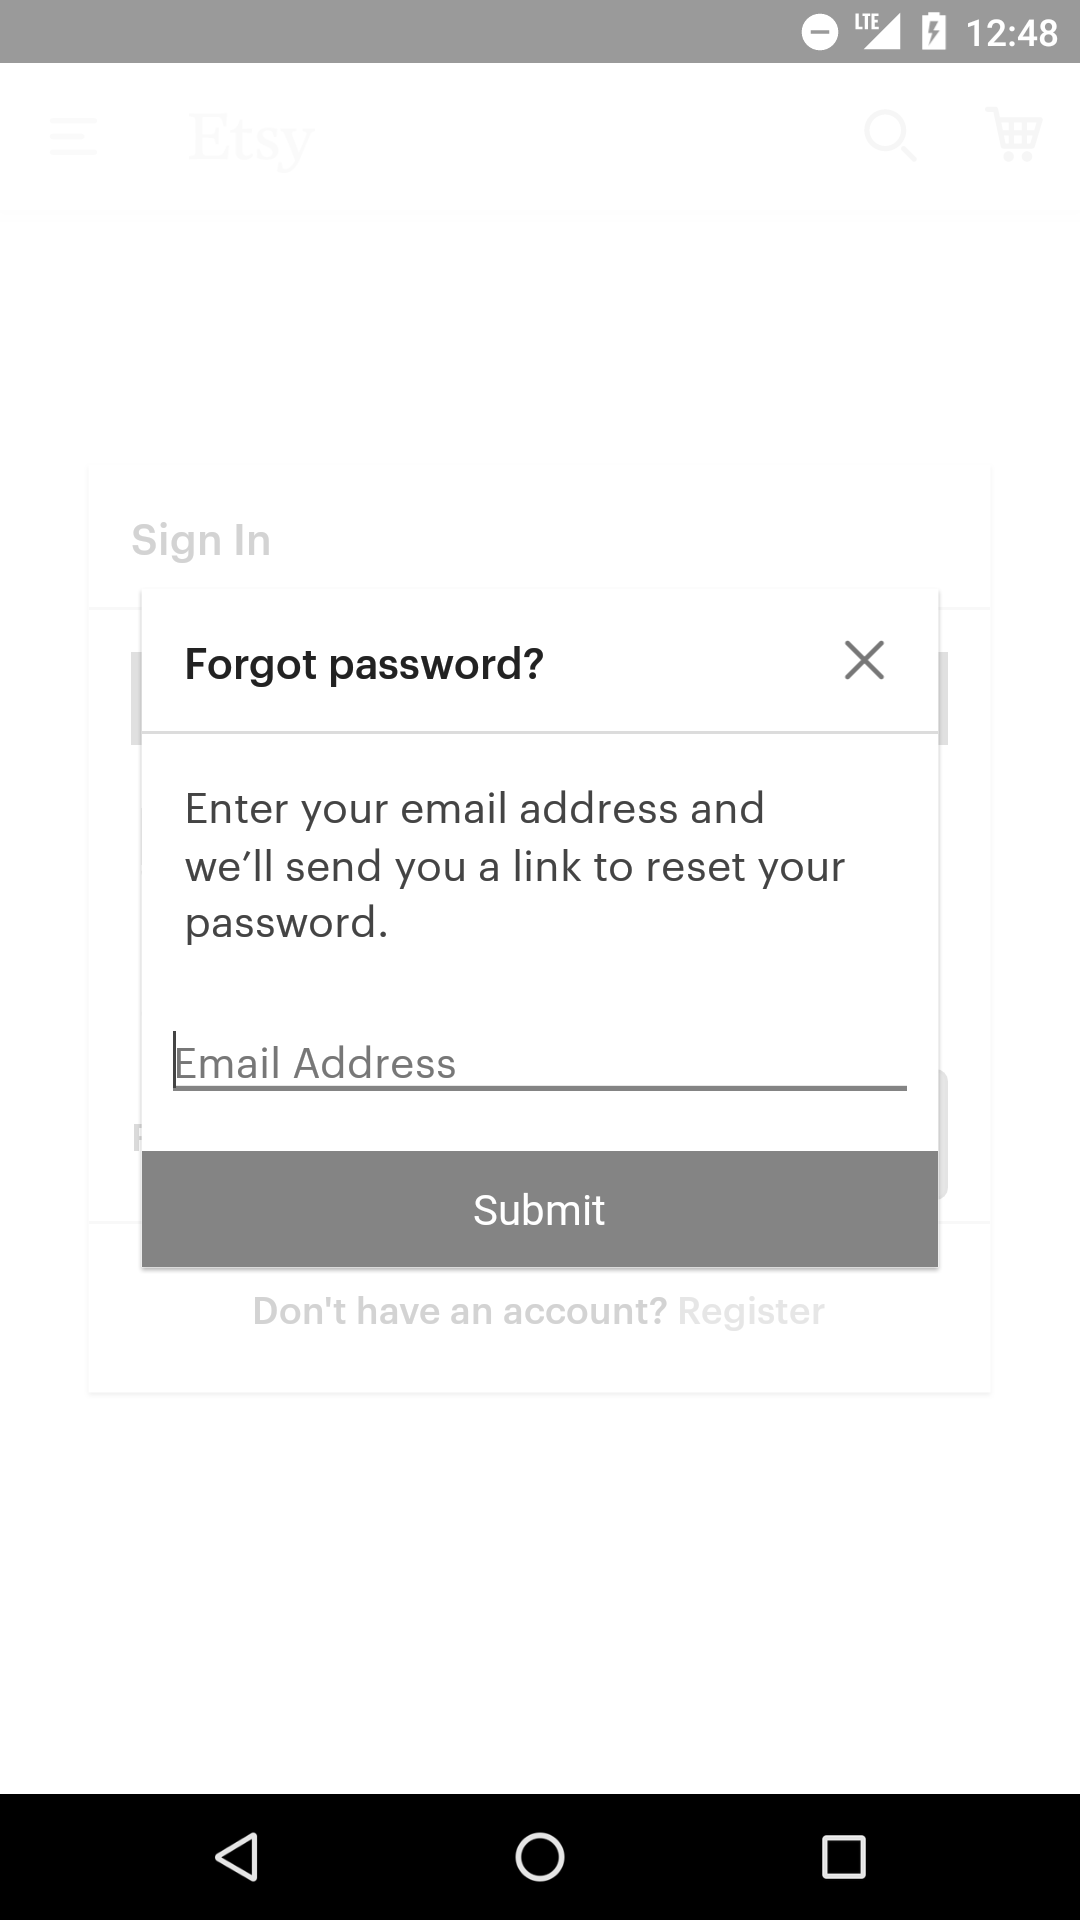 LTE 12:48
Etsy
Sign In
Forgot password?
Enter your email address and
we’ll send you a link to reset your
password.
Email Address
Submit
Don't have an account? Register